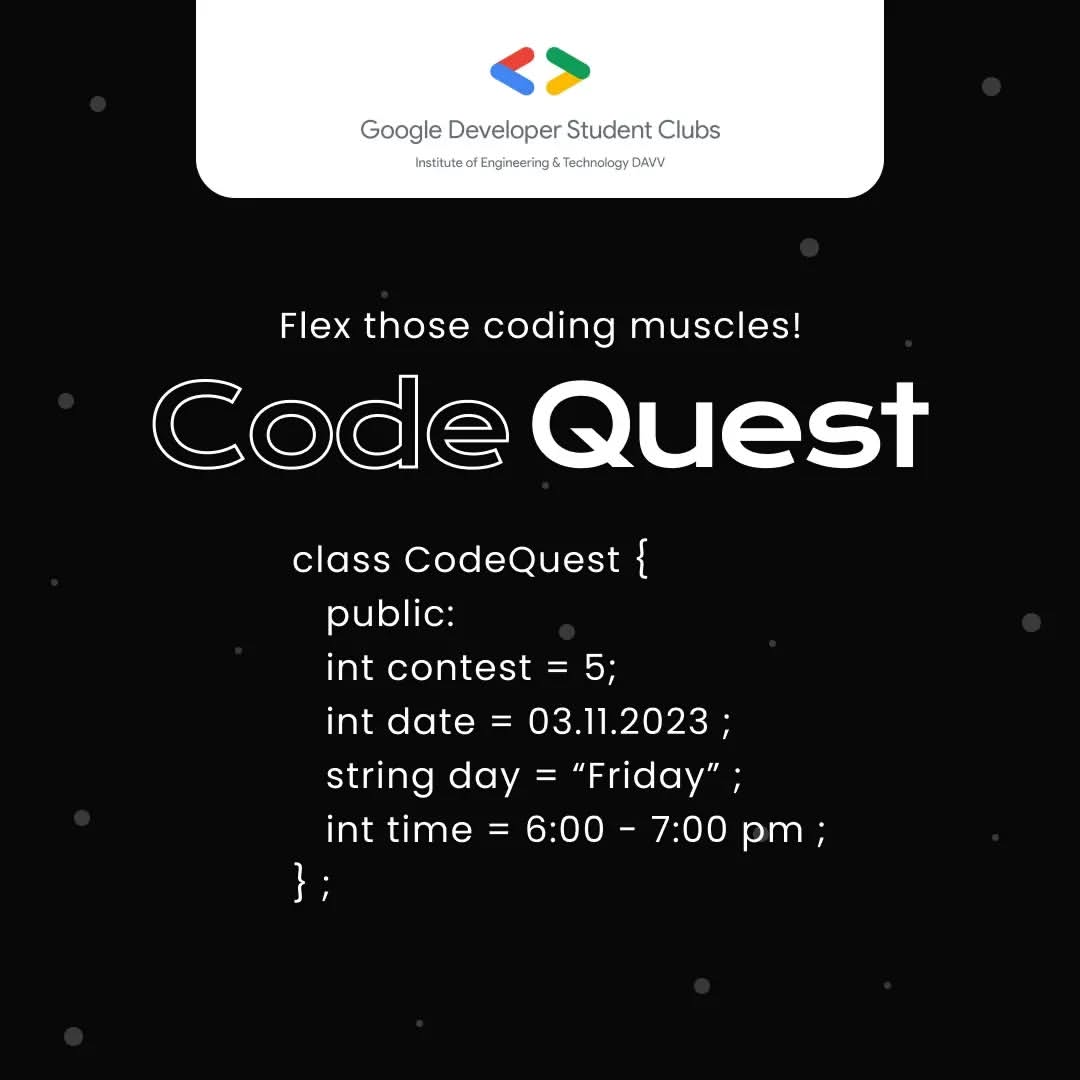 Google Developer Student Clubs
Institute of Engineering & Technology DAVV
Flex those coding muscles!
Code Quest
class CodeQuest {
public:
int contest = 5;
int date = 03.11.2023 ;
string day = “Friday” ;
int time = 6:00 - 7:00 pm ;
} ;